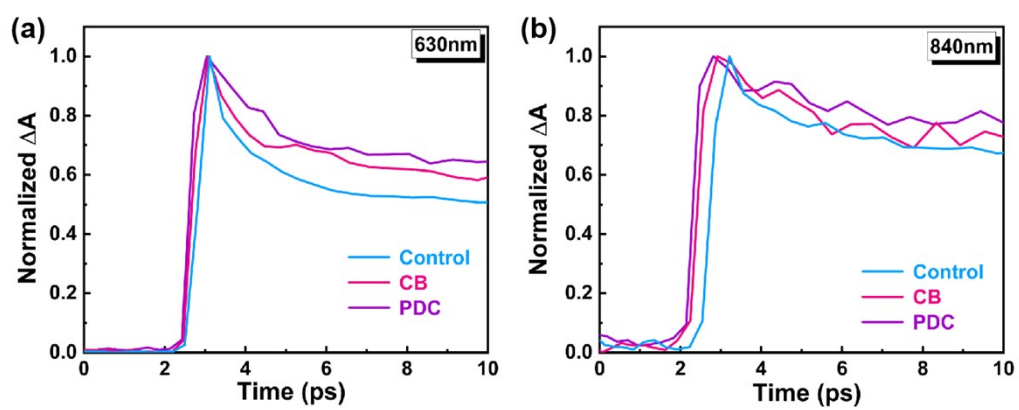 (a)
630nm
Normalized ΔA
1.0
0.8
0.6
0.4
0.2
0.0
Control
CB
PDC
0 2 4 6 8 10
Time (ps)
(b)
840nm
Normalized ΔA
1.0
0.8
0.6
0.4
0.2
0.0
Control
CB
PDC
0 2 4 6 8 10
Time (ps)